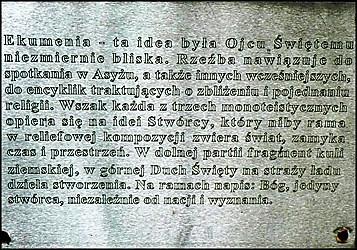 Ekumenia - ta idea była Ojcu Świętemu
niezmiernie bliska. Rzeźba nawiązuje do
spotkania w Asyżu, a także innych wcześniejszych,
do encyklik traktujących o zbliżeniu i pojednaniu
religii. Wszak każda z trzech monoteistycznych
opiera się na idei Stwórcy, który niby rama
w reliefowej kompozycji zwiera świat, zamyka
czas i przestrzeń. W dolnej partii fragment kuli
ziemskiej, w górnej Duch Święty na straży ładu
dzieła stworzenia. Na ramach napis: Bóg, jedyny
stwórca, niezależnie od nacji i wyznania.